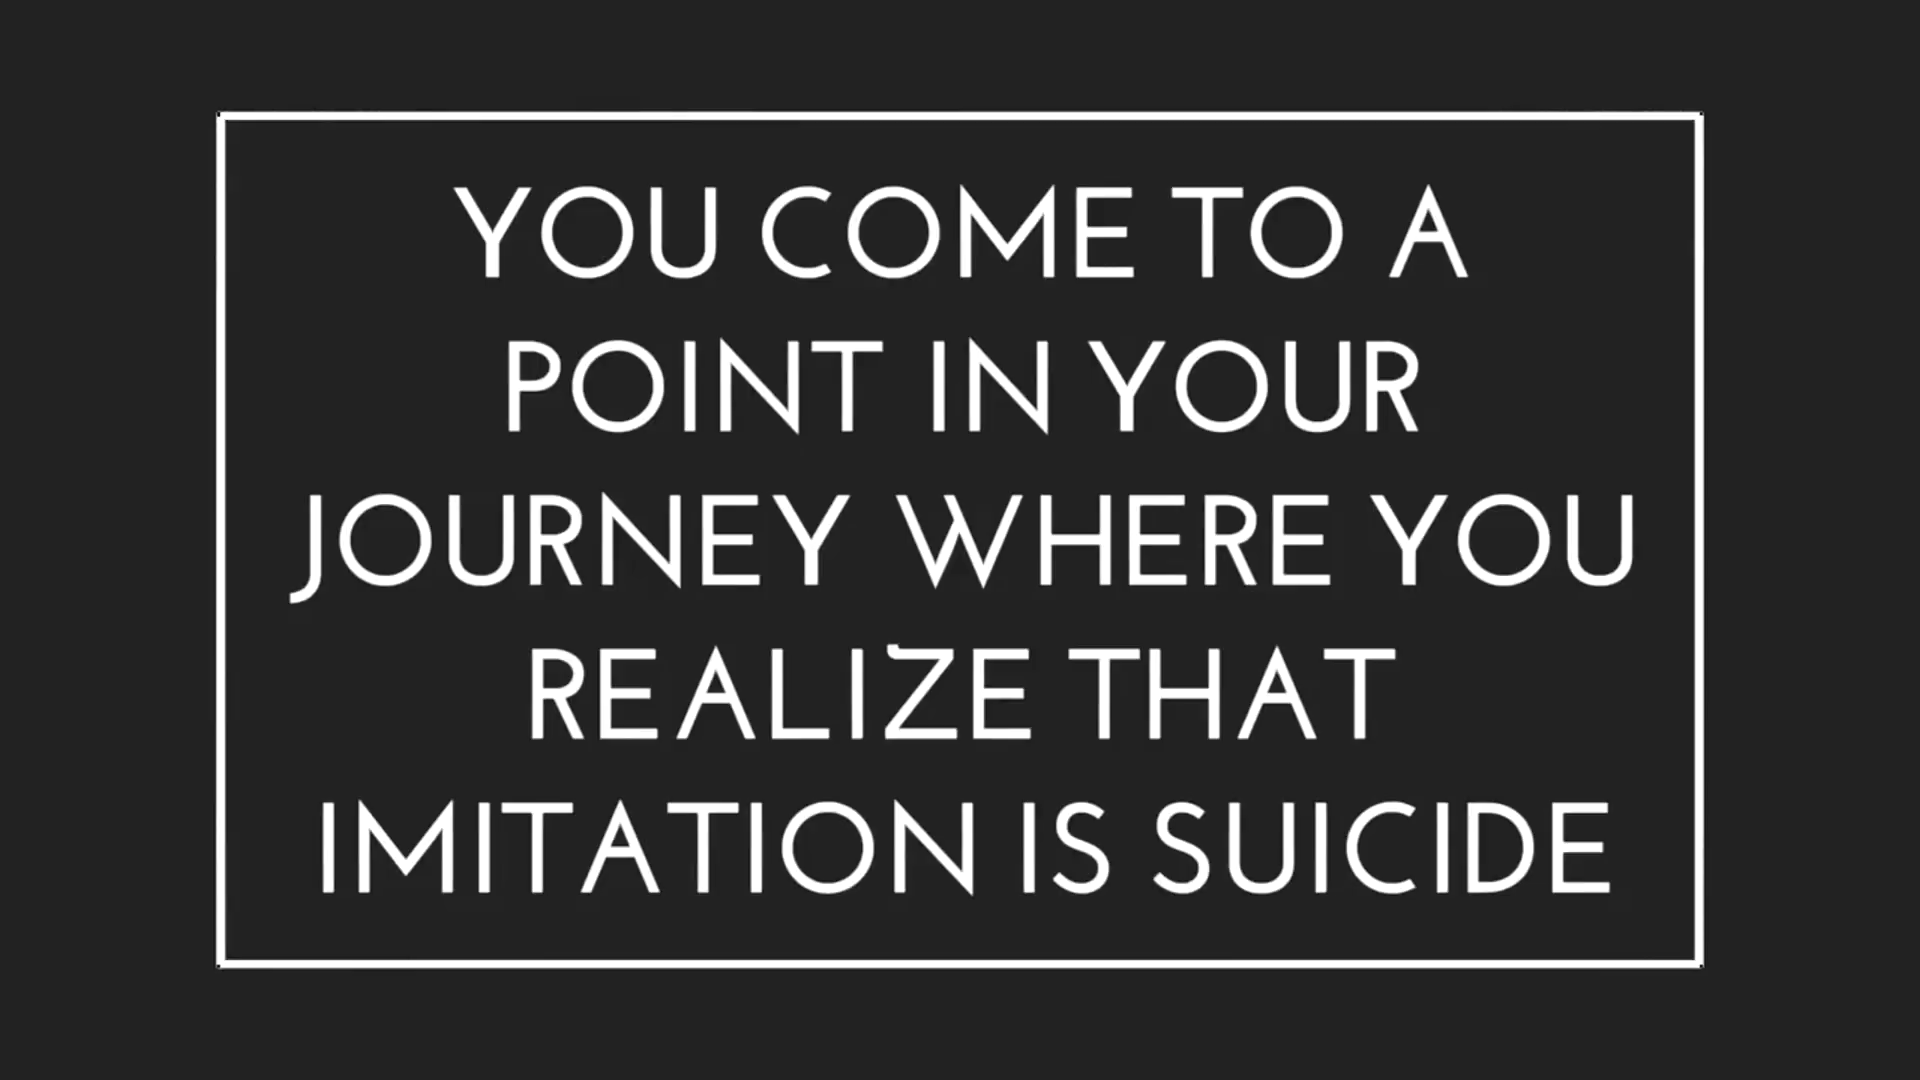 YOU COME TO A
POINT IN YOUR
JOURNEY WHERE YOU
REALIZE THAT
IMITATION IS SUICIDE